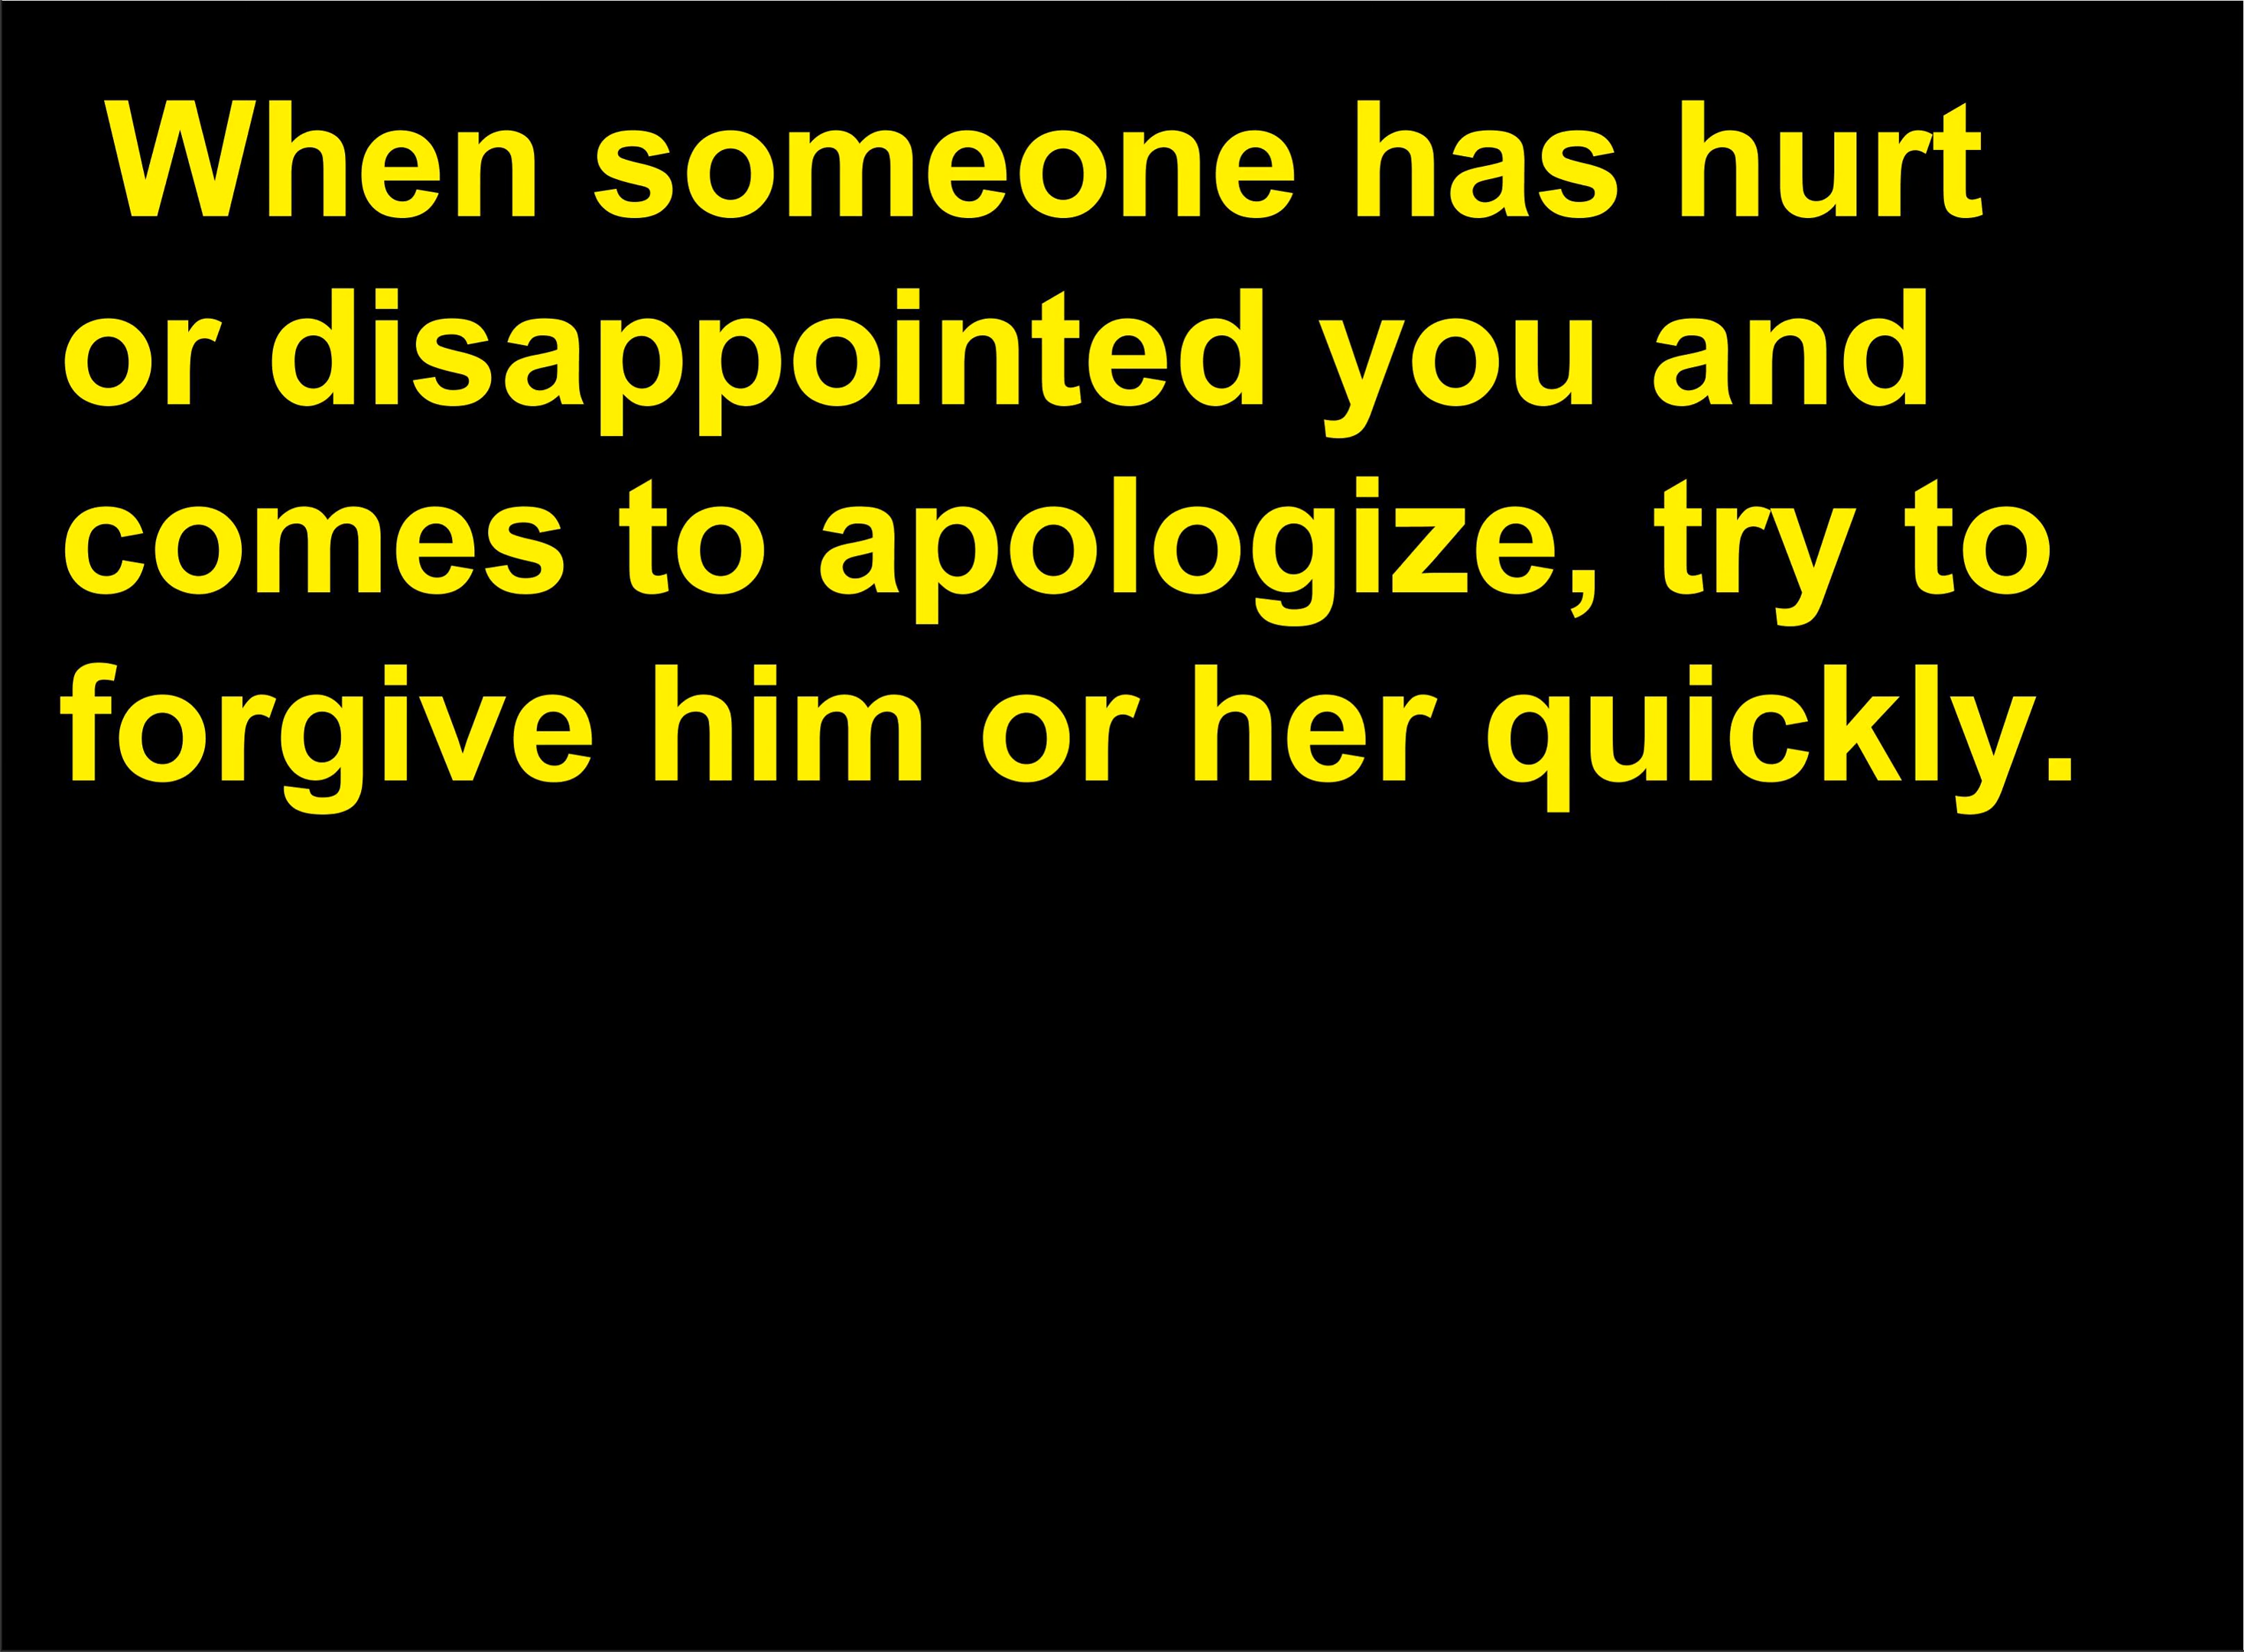 When someone has hurt
or disappointed you and
comes to apologize, try to
forgive him or her quickly.